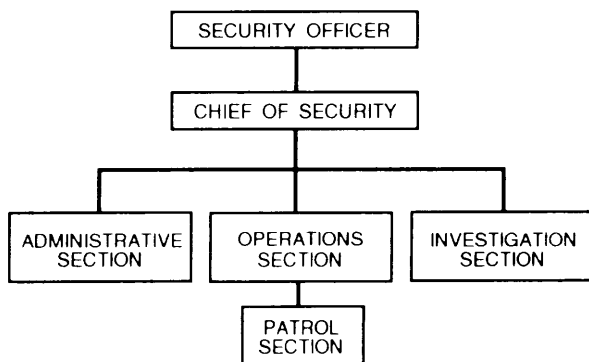 SECURITY OFFICER
CHIEF OF SECURITY
ADMINISTRATIVE
SECTION
OPERATIONS
SECTION
INVESTIGATION
SECTION
PATROL
SECTION